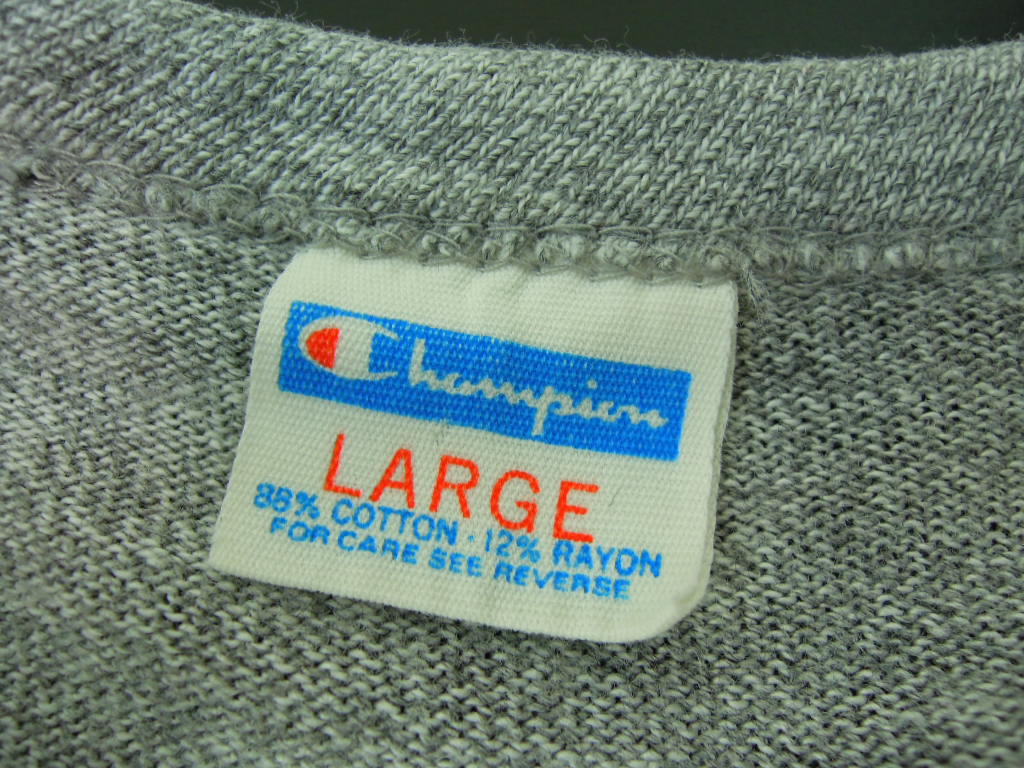 Champion
LARGE
88% COTTON · 12% RAYON
FOR CARE SEE REVERSE